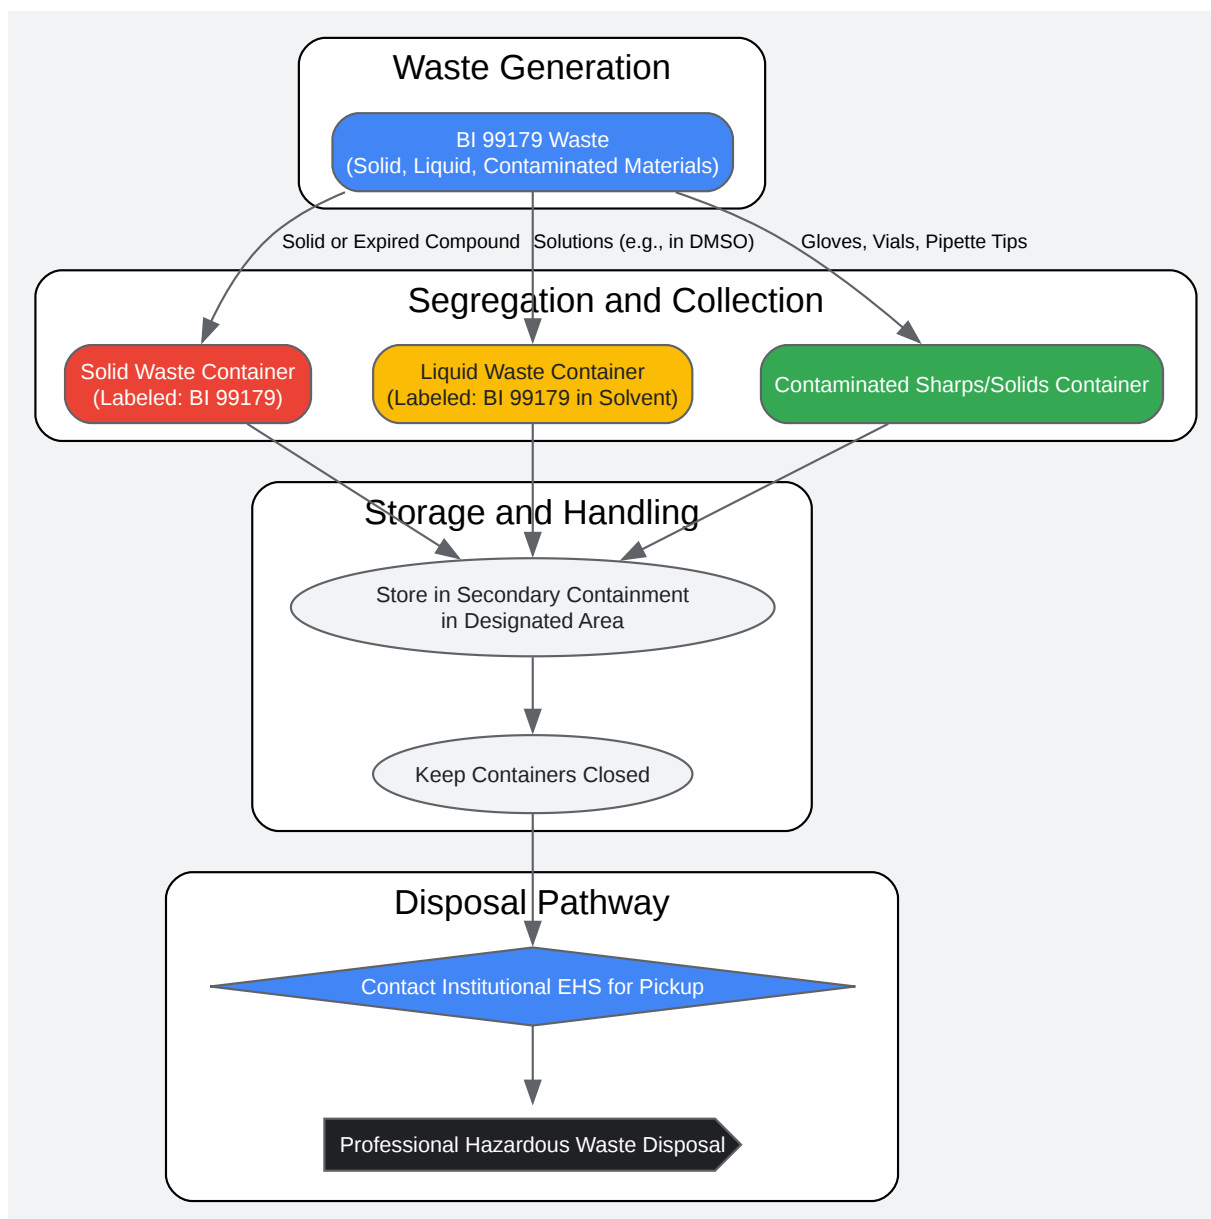 Waste Generation
BI 99179 Waste
(Solid, Liquid, Contaminated Materials)
Solid or Expired Compound
Solutions (e.g., in DMSO)
Gloves, Vials, Pipette Tips
Segregation and Collection
Solid Waste Container
(Labeled: BI 99179)
Liquid Waste Container
(Labeled: BI 99179 in Solvent)
Contaminated Sharps/Solids Container
Storage and Handling
Store in Secondary Containment
in Designated Area
Keep Containers Closed
Disposal Pathway
Contact Institutional EHS for Pickup
Professional Hazardous Waste Disposal